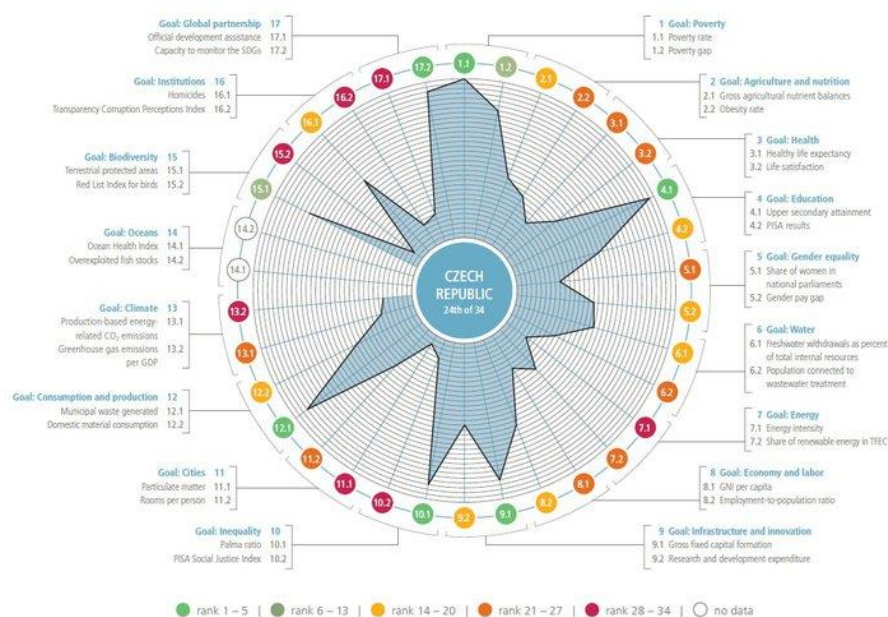 Goal: Global partnership 17
Official development assistance 17.1
Capacity to monitor the SDGs 17.2
Goal: Institutions 16
Homicides 16.1
Transparency Corruption Perceptions Index 16.2
Goal: Biodiversity 15
Terrestrial protected areas 15.1
Red List Index for birds 15.2
Goal: Oceans 14
Ocean Health Index 14.1
Overexploited fish stocks 14.2
Goal: Climate 13
Production-based energy- 13.1
related CO₂ emissions
Greenhouse gas emissions 13.2
per GDP
Goal: Consumption and production 12
Municipal waste generated 12.1
Domestic material consumption 12.2
Goal: Cities 11
Particulate matter 11.1
Rooms per person 11.2
Goal: Inequality 10
Palma ratio 10.1
PISA Social Justice Index 10.2
1 Goal: Poverty
1.1 Poverty rate
1.2 Poverty gap
2 Goal: Agriculture and nutrition
2.1 Gross agricultural nutrient balances
2.2 Obesity rate
3 Goal: Health
3.1 Healthy life expectancy
3.2 Life satisfaction
4 Goal: Education
4.1 Upper secondary attainment
4.2 PISA results
5 Goal: Gender equality
5.1 Share of women in
national parliaments
5.2 Gender pay gap
6 Goal: Water
6.1 Freshwater withdrawals as percent
of total internal resources
6.2 Population connected to
wastewater treatment
7 Goal: Energy
7.1 Energy intensity
7.2 Share of renewable energy in TFEC
8 Goal: Economy and labor
8.1 GNI per capita
8.2 Employment-to-population ratio
9 Goal: Infrastructure and innovation
9.1 Gross fixed capital formation
9.2 Research and development expenditure
1.1
1.2
2.1
2.2
3.1
3.2
4.1
4.2
5.1
5.2
6.1
6.2
7.1
7.2
8.1
8.2
9.1
9.2
10.1
10.2
11.1
11.2
12.1
12.2
13.1
13.2
14.1
14.2
15.1
15.2
16.1
16.2
17.1
17.2
CZECH
REPUBLIC
24th of 34
rank 1 – 5 | rank 6 – 13 | rank 14 – 20 | rank 21 – 27 | rank 28 – 34 | no data